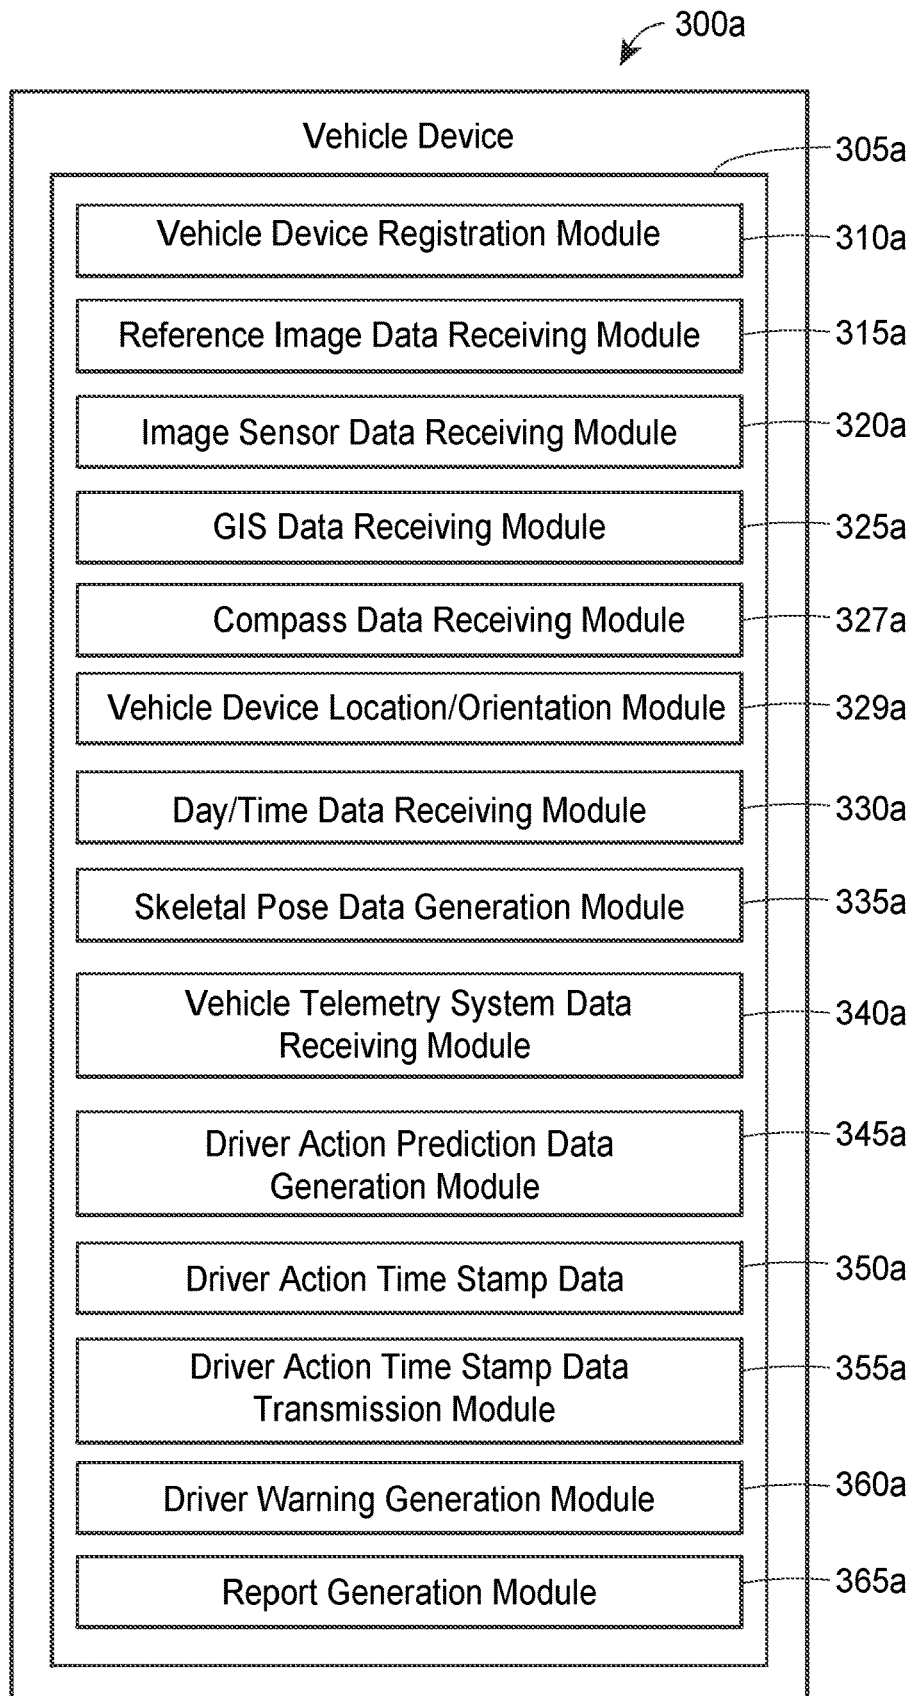 300a
Vehicle Device
305a
Vehicle Device Registration Module
310a
Reference Image Data Receiving Module
315a
Image Sensor Data Receiving Module
320a
GIS Data Receiving Module
325a
Compass Data Receiving Module
327a
Vehicle Device Location/Orientation Module
329a
Day/Time Data Receiving Module
330a
Skeletal Pose Data Generation Module
335a
Vehicle Telemetry System Data
Receiving Module
340a
Driver Action Prediction Data
Generation Module
345a
Driver Action Time Stamp Data
350a
Driver Action Time Stamp Data
Transmission Module
355a
Driver Warning Generation Module
360a
Report Generation Module
365a